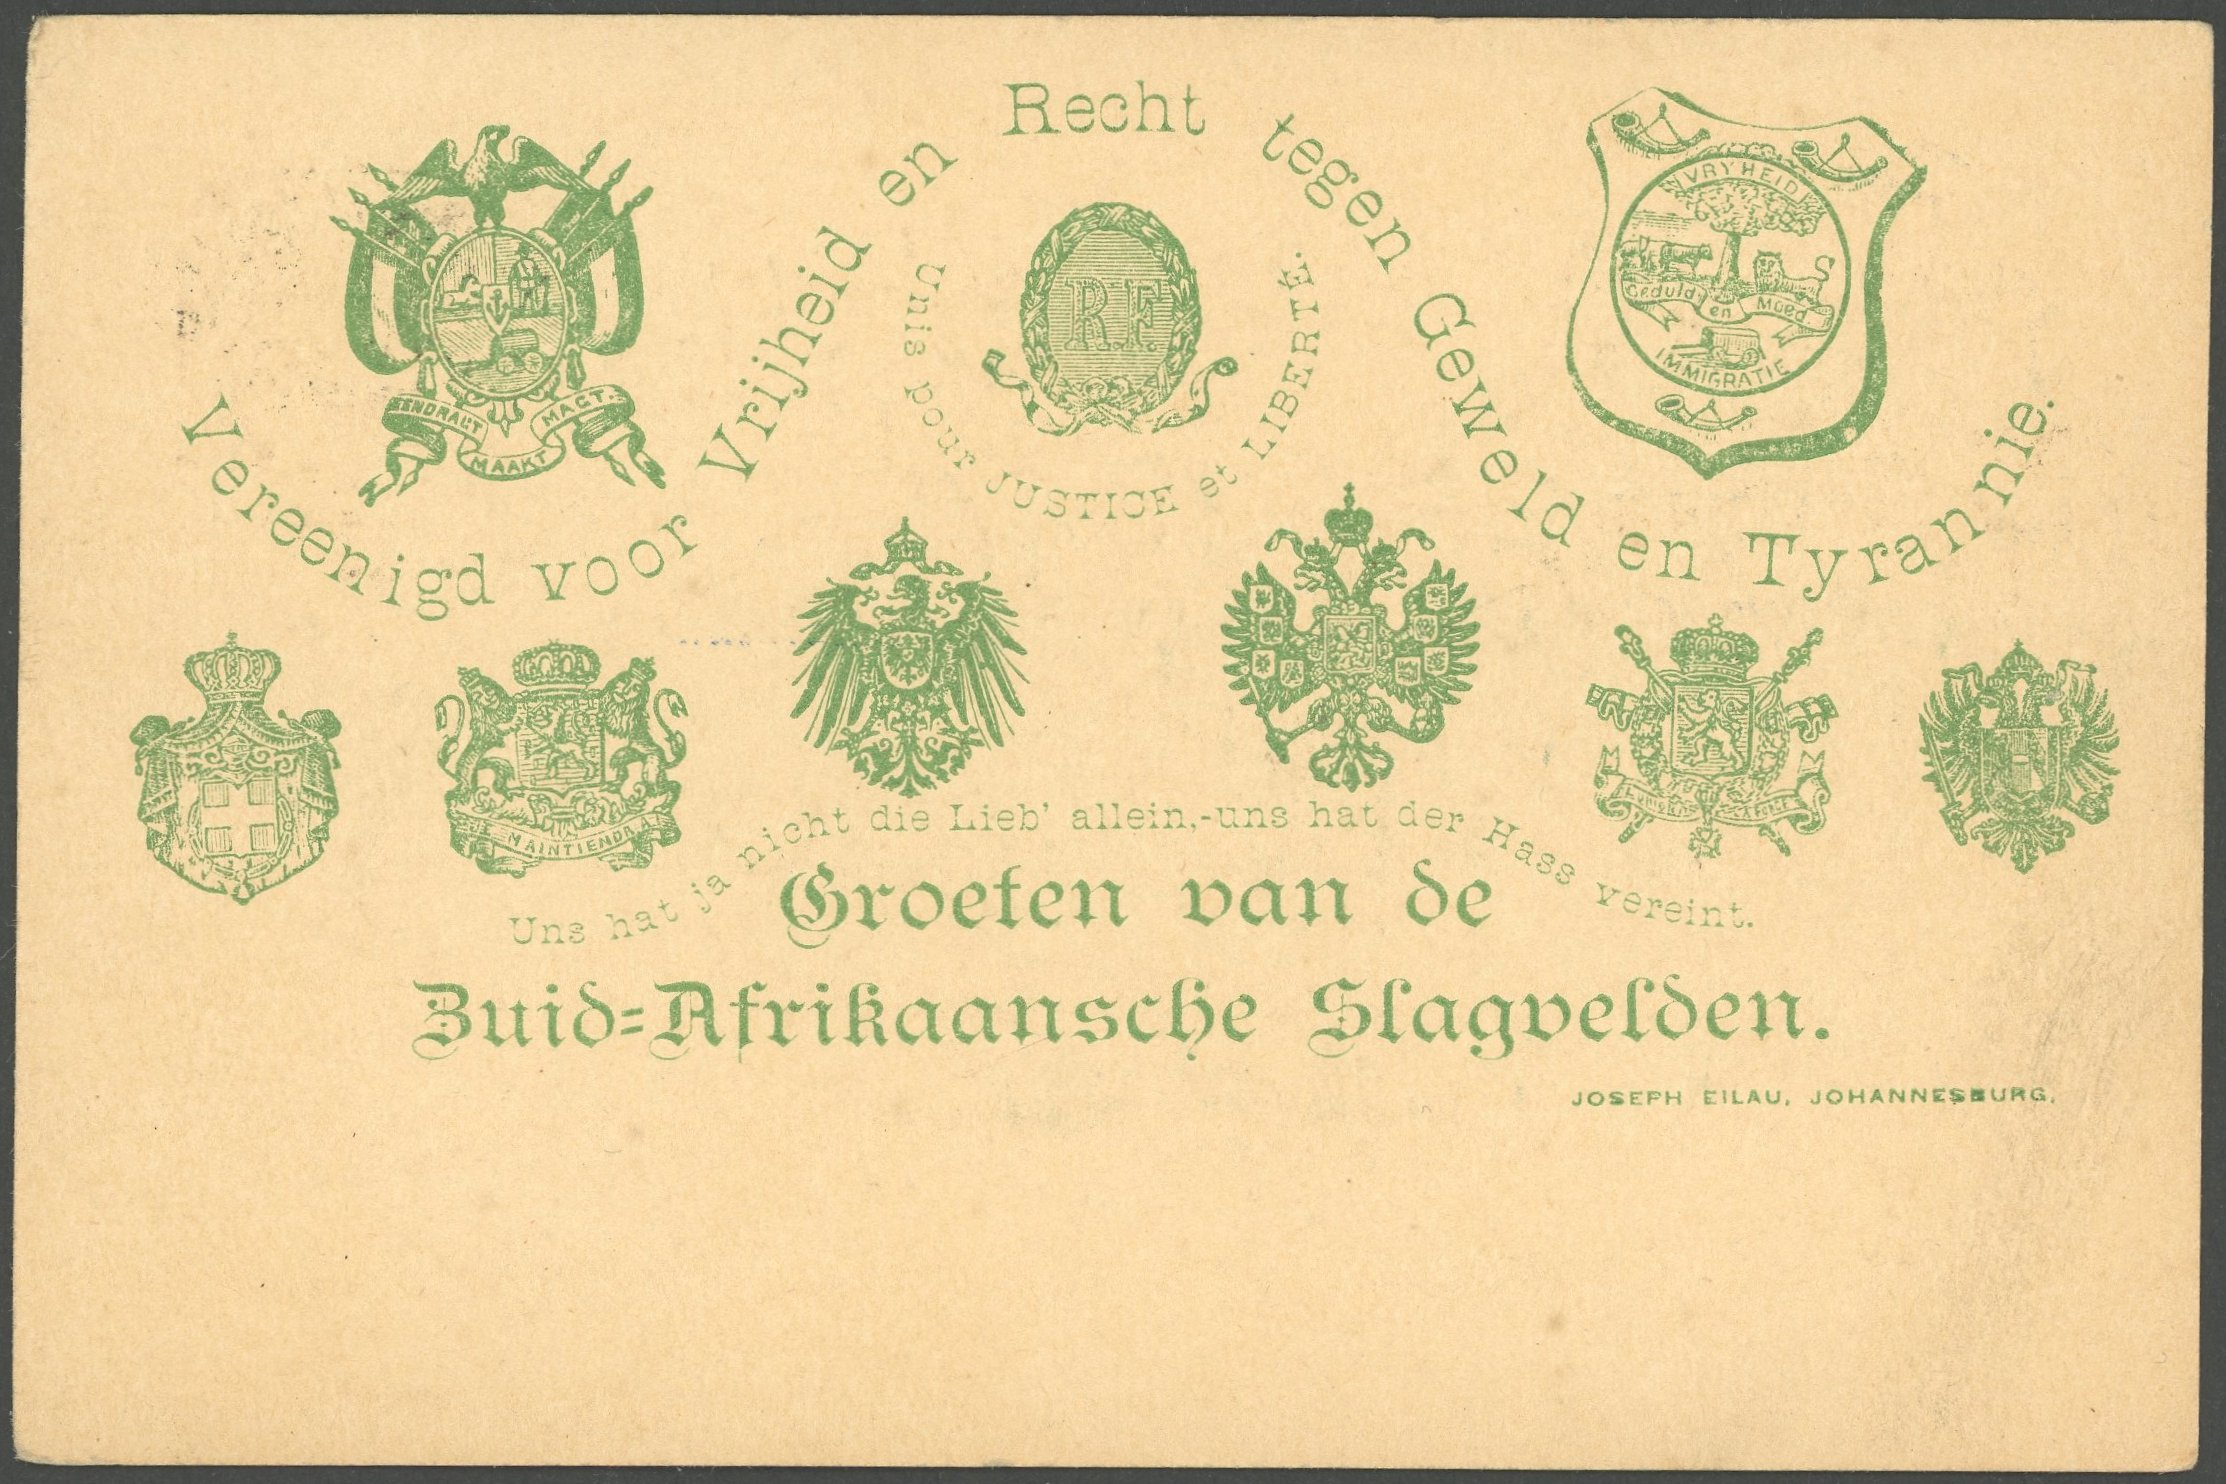 Vereenigd voor Vrijheid en Recht tegen Geweld en Tyrannie.
EENDRAGT MAAKT MAGT.
R.F.
Unis pour JUSTICE et LIBERTÉ.
VRYHEID
Geduld en Moed.
IMMIGRATIE
MAINTIENDRAI
Uns hat ja nicht die Lieb' allein,-uns hat der Hass vereint.
Groeten van de
Zuid=Afrikaansche Slagvelden.
JOSEPH EILAU, JOHANNESBURG.